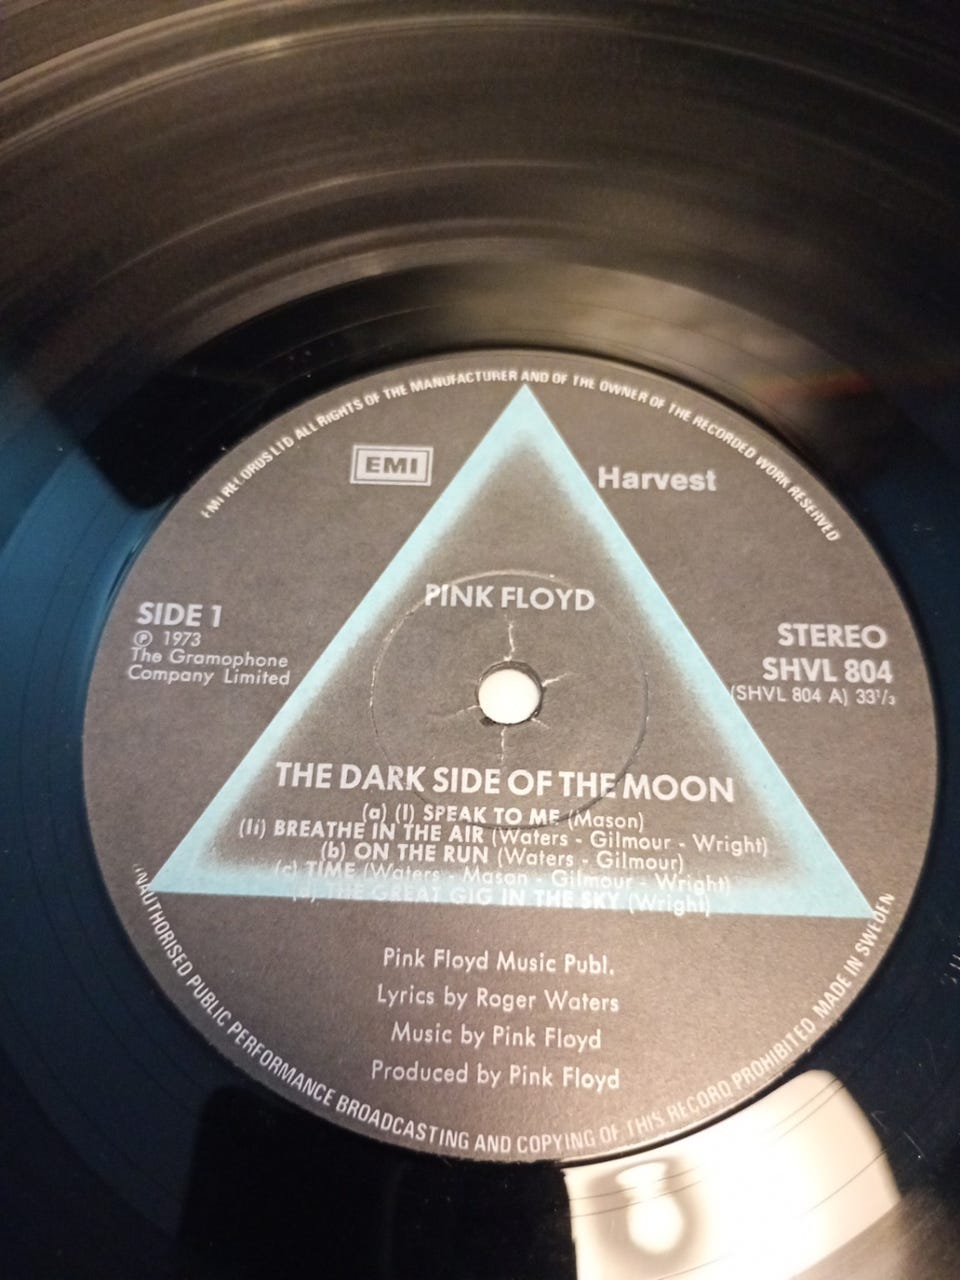 EMI RECORDS LTD ALL RIGHTS OF THE MANUFACTURER AND OF THE OWNER OF THE RECORDED WORK RESERVED
EMI
Harvest
PINK FLOYD
SIDE 1
℗ 1973
The Gramophone
Company Limited
STEREO
SHVL 804
(SHVL 804 A) 33¹/₃
THE DARK SIDE OF THE MOON
(a) (I) SPEAK TO ME (Mason)
(Ii) BREATHE IN THE AIR (Waters - Gilmour - Wright)
(b) ON THE RUN (Waters - Gilmour)
(c) TIME (Waters - Mason - Gilmour - Wright)
(d) THE GREAT GIG IN THE SKY (Wright)
Pink Floyd Music Publ.
Lyrics by Roger Waters
Music by Pink Floyd
Produced by Pink Floyd
UNAUTHORISED PUBLIC PERFORMANCE BROADCASTING AND COPYING OF THIS RECORD PROHIBITED MADE IN SWEDEN